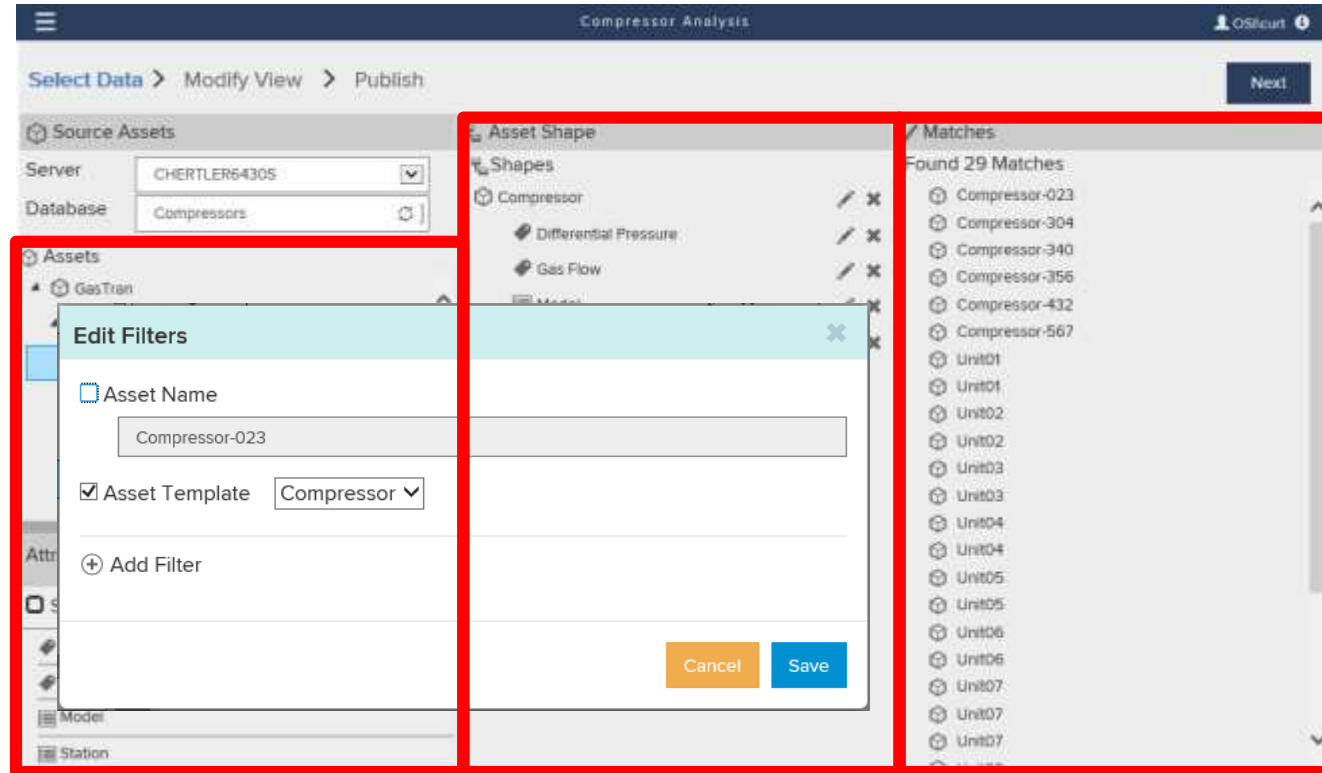 Compressor Analysis
OSIlcurt
Select Data > Modify View > Publish
Next
Source Assets
Server
CHERTLER64305
Database
Compressors
Assets
GasTran
Asset Shape
Shapes
Compressor
Differential Pressure
Gas Flow
Model
Matches
Found 29 Matches
Compressor-023
Compressor-304
Compressor-340
Compressor-356
Compressor-432
Compressor-567
Unit01
Unit01
Unit02
Unit02
Unit03
Unit03
Unit04
Unit04
Unit05
Unit05
Unit06
Unit06
Unit07
Unit07
Unit07
Edit Filters
Asset Name
Compressor-023
Asset Template
Compressor
Add Filter
Cancel
Save
Attr
S
Model
Station